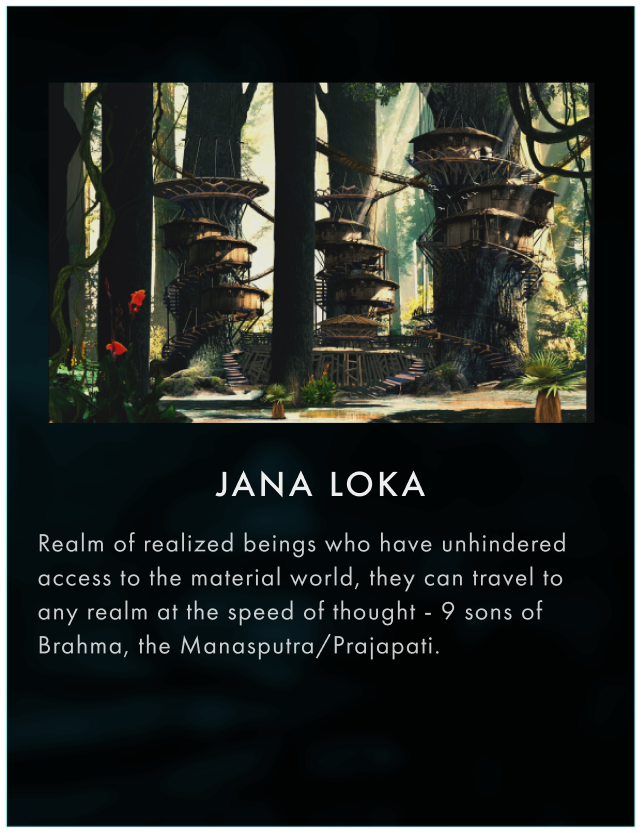 JANA LOKA
Realm of realized beings who have unhindered
access to the material world, they can travel to
any realm at the speed of thought - 9 sons of
Brahma, the Manasputra/Prajapati.